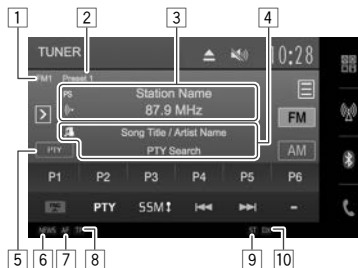 1 2 3 4
TUNER 10:28
FM1 Preset 1
PS Station Name
87.9 MHz
FM
Song Title / Artist Name
PTY PTY Search AM
P1 P2 P3 P4 P5 P6
PTY SSM
5 6 7 8 9 10
NEWS AF TP ST